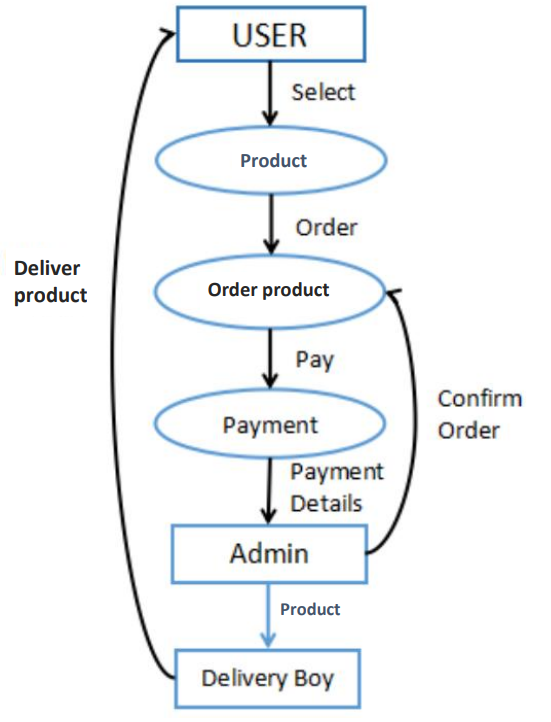 USER
Select
Product
Order
Deliver
product
Order product
Pay
Confirm
Order
Payment
Payment
Details
Admin
Product
Delivery Boy